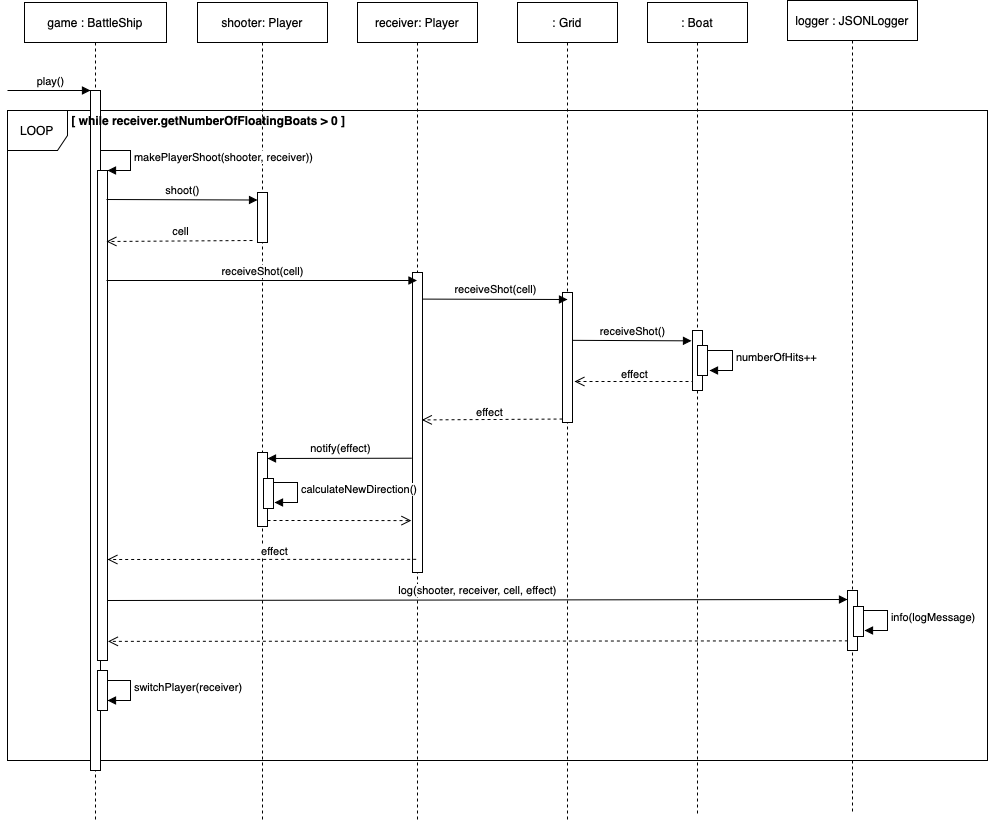 game : BattleShip
shooter: Player
receiver: Player
: Grid
: Boat
logger : JSONLogger
play()
LOOP
[ while receiver.getNumberOfFloatingBoats > 0 ]
makePlayerShoot(shooter, receiver))
shoot()
cell
receiveShot(cell)
receiveShot(cell)
receiveShot()
numberOfHits++
effect
effect
notify(effect)
calculateNewDirection()
effect
log(shooter, receiver, cell, effect)
info(logMessage)
switchPlayer(receiver)